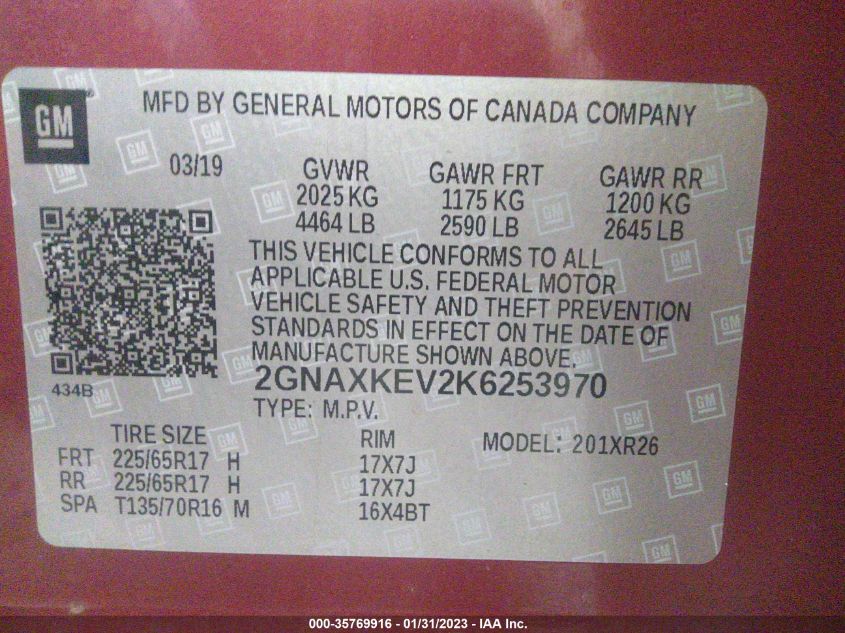 GM
MFD BY GENERAL MOTORS OF CANADA COMPANY
03/19 GVWR GAWR FRT GAWR RR
2025 KG 1175 KG 1200 KG
4464 LB 2590 LB 2645 LB
THIS VEHICLE CONFORMS TO ALL
APPLICABLE U.S. FEDERAL MOTOR
VEHICLE SAFETY AND THEFT PREVENTION
STANDARDS IN EFFECT ON THE DATE OF
MANUFACTURE SHOWN ABOVE.
434B
2GNAXKEV2K6253970
TYPE: M.P.V.
TIRE SIZE RIM MODEL: 201XR26
FRT 225/65R17 H 17X7J
RR 225/65R17 H 17X7J
SPA T135/70R16 M 16X4BT
000-35769916 - 01/31/2023 - IAA Inc.